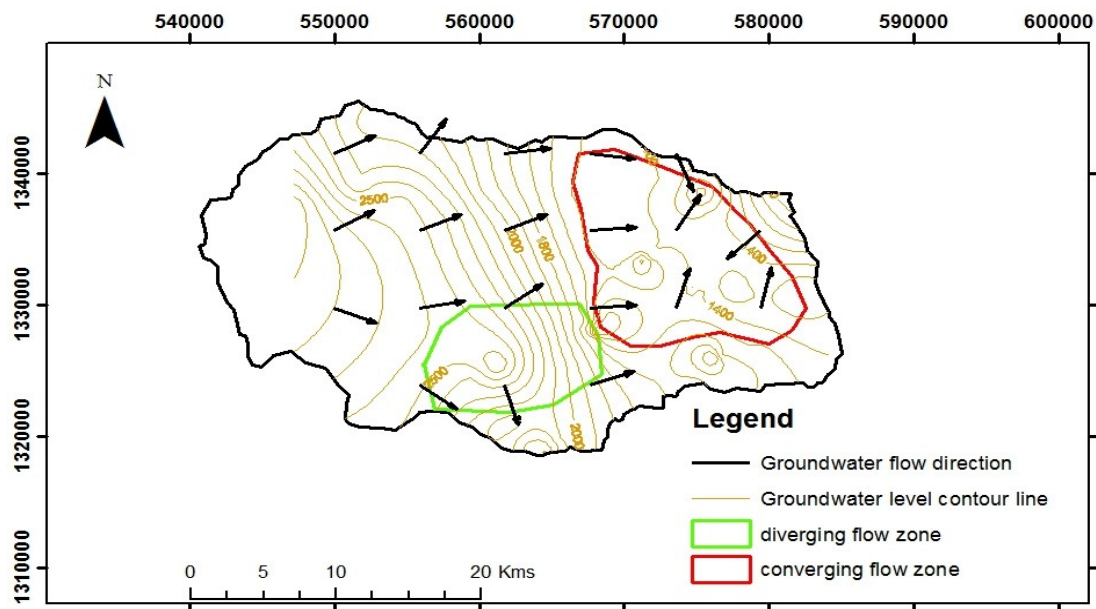 540000 550000 560000 570000 580000 590000 600000
N
1340000
1330000
1320000
1310000
2500
2000
1800
400
1400
2500
2000
Legend
Groundwater flow direction
Groundwater level contour line
diverging flow zone
converging flow zone
0 5 10 20 Kms